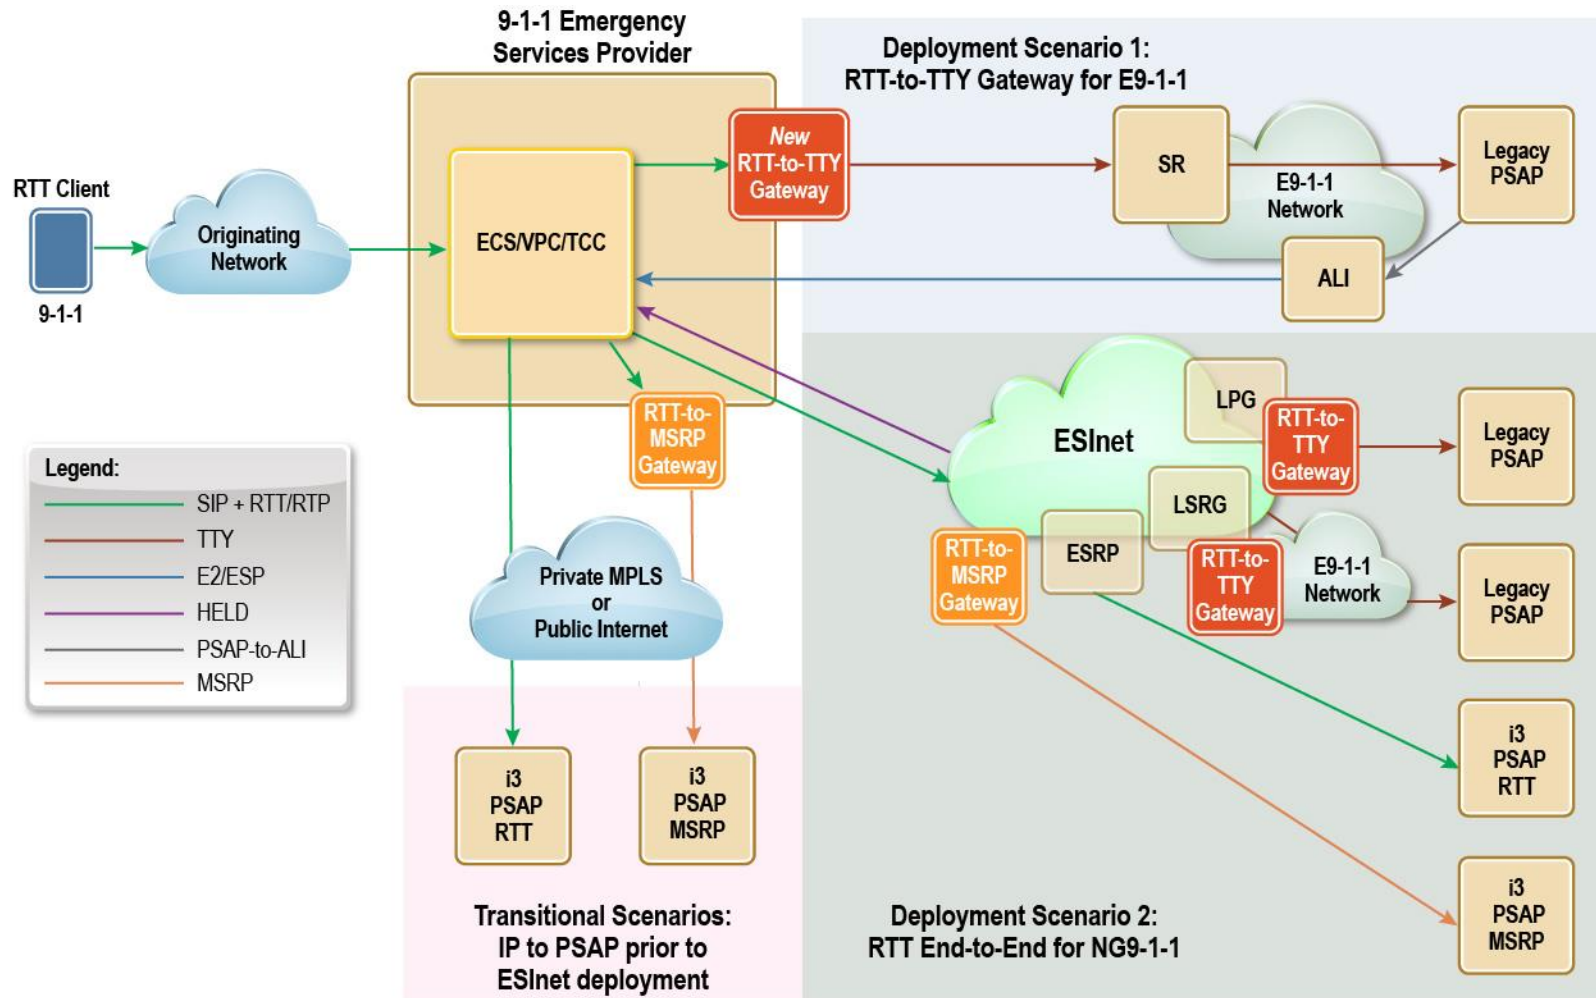 9-1-1 Emergency
Services Provider
Deployment Scenario 1:
RTT-to-TTY Gateway for E9-1-1
RTT Client
9-1-1
Originating
Network
ECS/VPC/TCC
New
RTT-to-TTY
Gateway
SR
E9-1-1
Network
Legacy
PSAP
ALI
RTT-to-
MSRP
Gateway
ESInet
LPG
RTT-to-
TTY
Gateway
Legacy
PSAP
LSRG
ESRP
RTT-to-
MSRP
Gateway
RTT-to-
TTY
Gateway
E9-1-1
Network
Legacy
PSAP
Legend:
SIP + RTT/RTP
TTY
E2/ESP
HELD
PSAP-to-ALI
MSRP
Private MPLS
or
Public Internet
i3
PSAP
RTT
i3
PSAP
MSRP
i3
PSAP
RTT
i3
PSAP
MSRP
Transitional Scenarios:
IP to PSAP prior to
ESInet deployment
Deployment Scenario 2:
RTT End-to-End for NG9-1-1